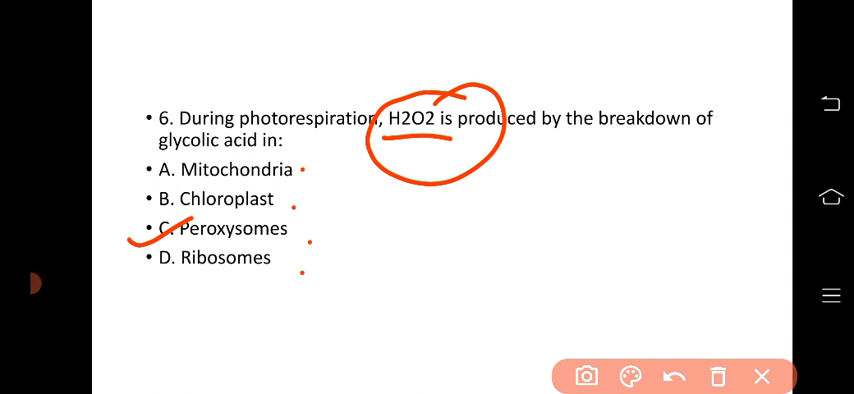 • 6. During photorespiration, H2O2 is produced by the breakdown of
glycolic acid in:
• A. Mitochondria
• B. Chloroplast
• C. Peroxysomes
• D. Ribosomes